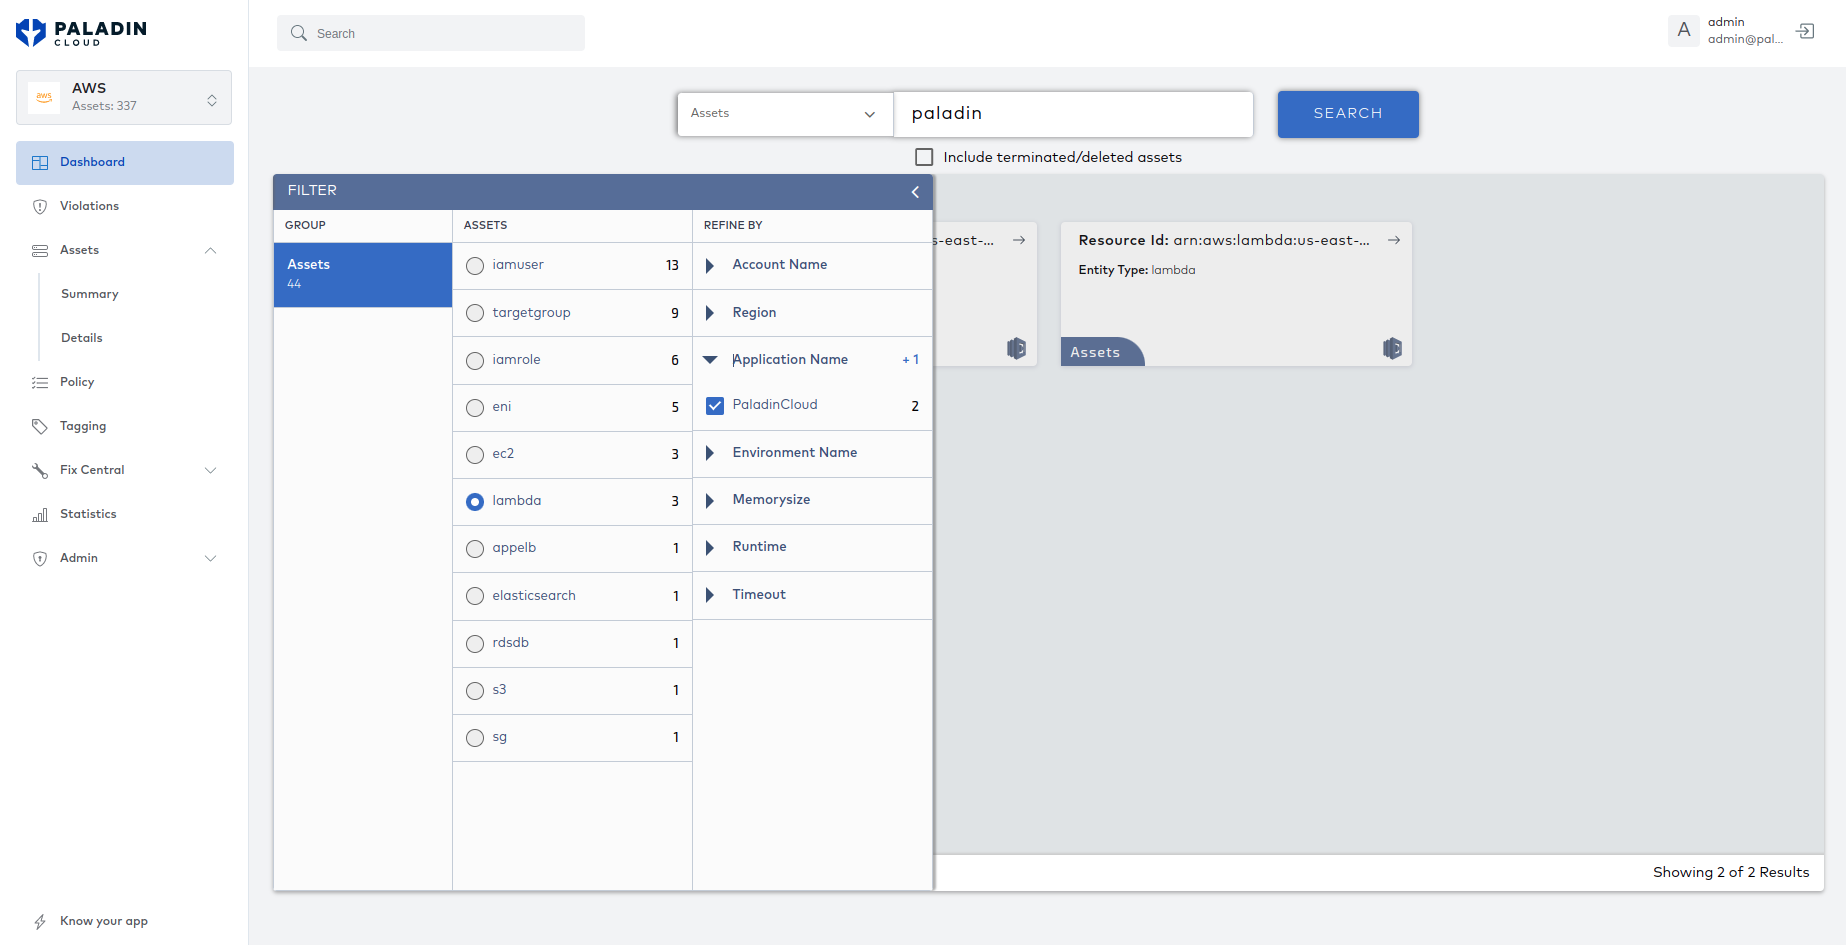 PALADIN
CLOUD
Search
A
admin
admin@pal...
aws
AWS
Assets: 337
Dashboard
Violations
Assets
Summary
Details
Policy
Tagging
Fix Central
Statistics
Admin
Know your app
Assets
paladin
SEARCH
Include terminated/deleted assets
FILTER
GROUP
ASSETS
REFINE BY
Assets
44
iamuser 13
targetgroup 9
iamrole 6
eni 5
ec2 3
lambda 3
appelb 1
elasticsearch 1
rdsdb 1
s3 1
sg 1
Account Name
Region
Application Name + 1
PaladinCloud 2
Environment Name
Memorysize
Runtime
Timeout
s-east-...
Resource Id: arn:aws:lambda:us-east-...
Entity Type: lambda
Assets
Showing 2 of 2 Results